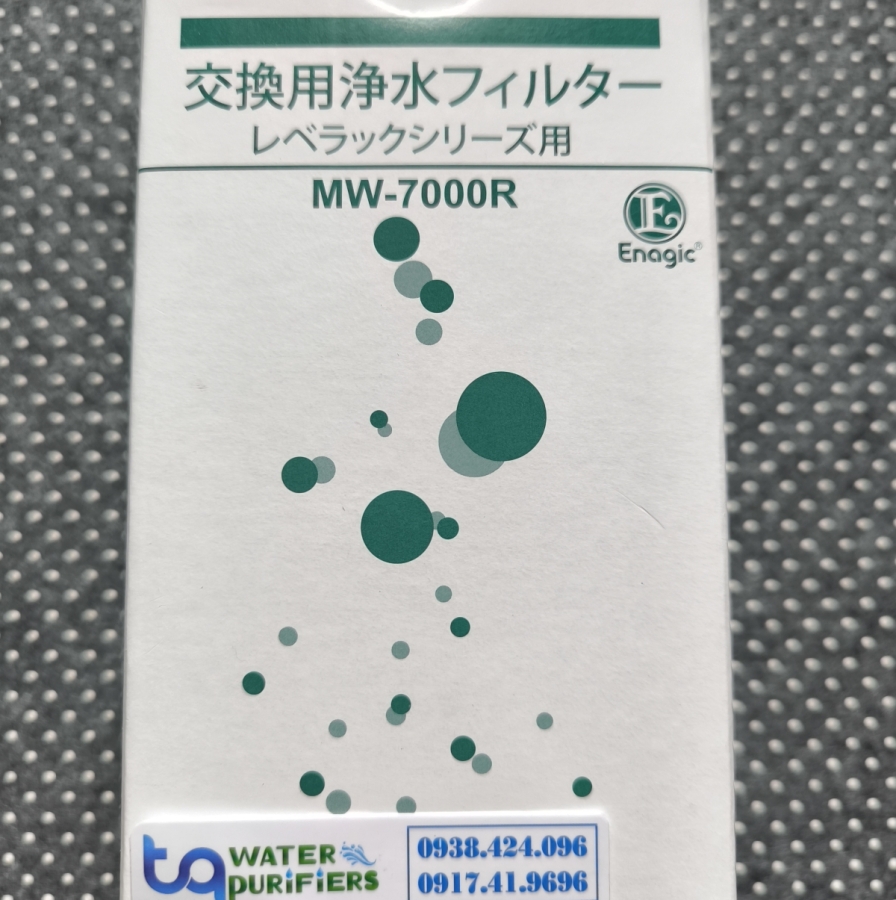 交換用浄水フィルター
レベラックシリーズ用
MW-7000R
E
Enagic®
tq WATER PURIFIERS
0938.424.096
0917.41.9696